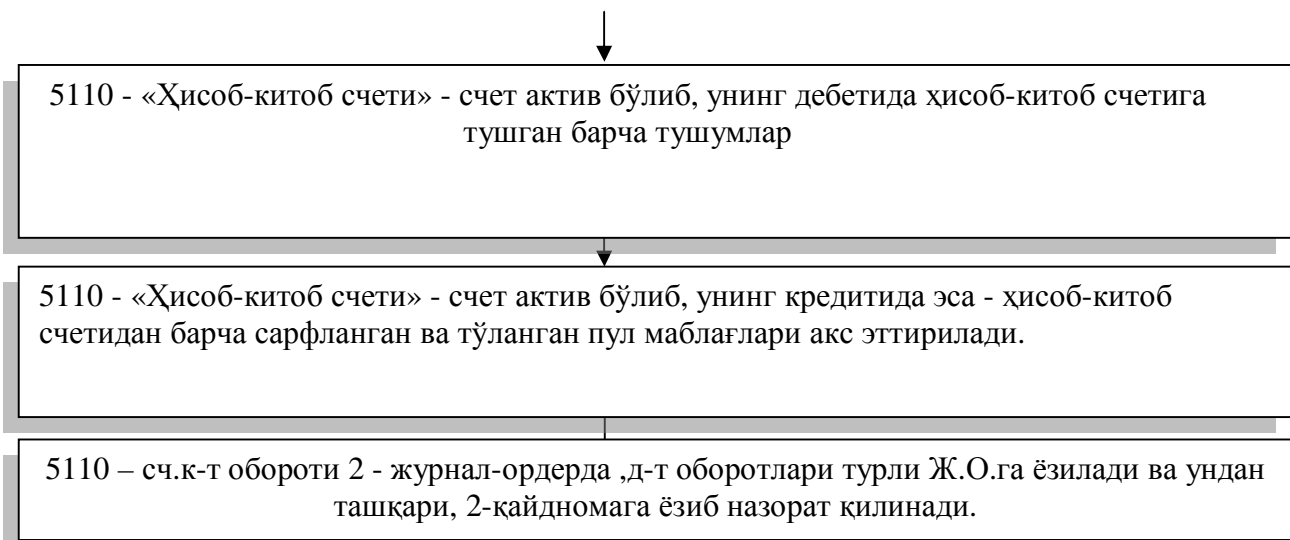 5110 - «Ҳисоб-китоб счети» - счет актив бўлиб, унинг дебетида ҳисоб-китоб счетига
тушган барча тушумлар
5110 - «Ҳисоб-китоб счети» - счет актив бўлиб, унинг кредитида эса - ҳисоб-китоб
счетидан барча сарфланган ва тўланган пул маблағлари акс эттирилади.
5110 – сч.к-т обороти 2 - журнал-ордерда ,д-т оборотлари турли Ж.О.га ёзилади ва ундан
ташқари, 2-қайдномага ёзиб назорат қилинади.